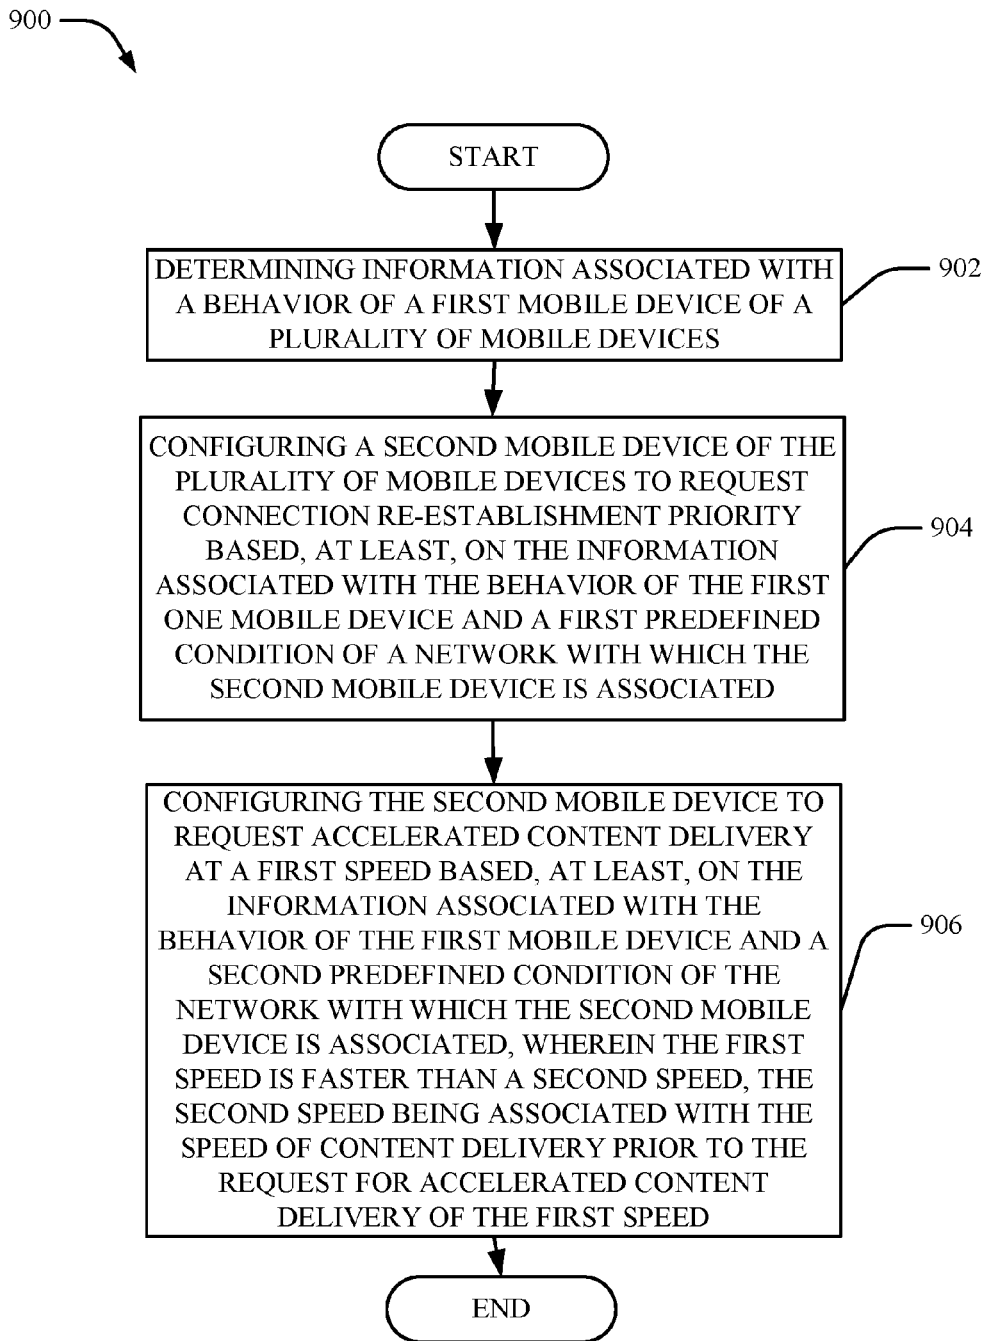 900
START
DETERMINING INFORMATION ASSOCIATED WITH
A BEHAVIOR OF A FIRST MOBILE DEVICE OF A
PLURALITY OF MOBILE DEVICES
902
CONFIGURING A SECOND MOBILE DEVICE OF THE
PLURALITY OF MOBILE DEVICES TO REQUEST
CONNECTION RE-ESTABLISHMENT PRIORITY
BASED, AT LEAST, ON THE INFORMATION
ASSOCIATED WITH THE BEHAVIOR OF THE FIRST
ONE MOBILE DEVICE AND A FIRST PREDEFINED
CONDITION OF A NETWORK WITH WHICH THE
SECOND MOBILE DEVICE IS ASSOCIATED
904
CONFIGURING THE SECOND MOBILE DEVICE TO
REQUEST ACCELERATED CONTENT DELIVERY
AT A FIRST SPEED BASED, AT LEAST, ON THE
INFORMATION ASSOCIATED WITH THE
BEHAVIOR OF THE FIRST MOBILE DEVICE AND A
SECOND PREDEFINED CONDITION OF THE
NETWORK WITH WHICH THE SECOND MOBILE
DEVICE IS ASSOCIATED, WHEREIN THE FIRST
SPEED IS FASTER THAN A SECOND SPEED, THE
SECOND SPEED BEING ASSOCIATED WITH THE
SPEED OF CONTENT DELIVERY PRIOR TO THE
REQUEST FOR ACCELERATED CONTENT
DELIVERY OF THE FIRST SPEED
906
END